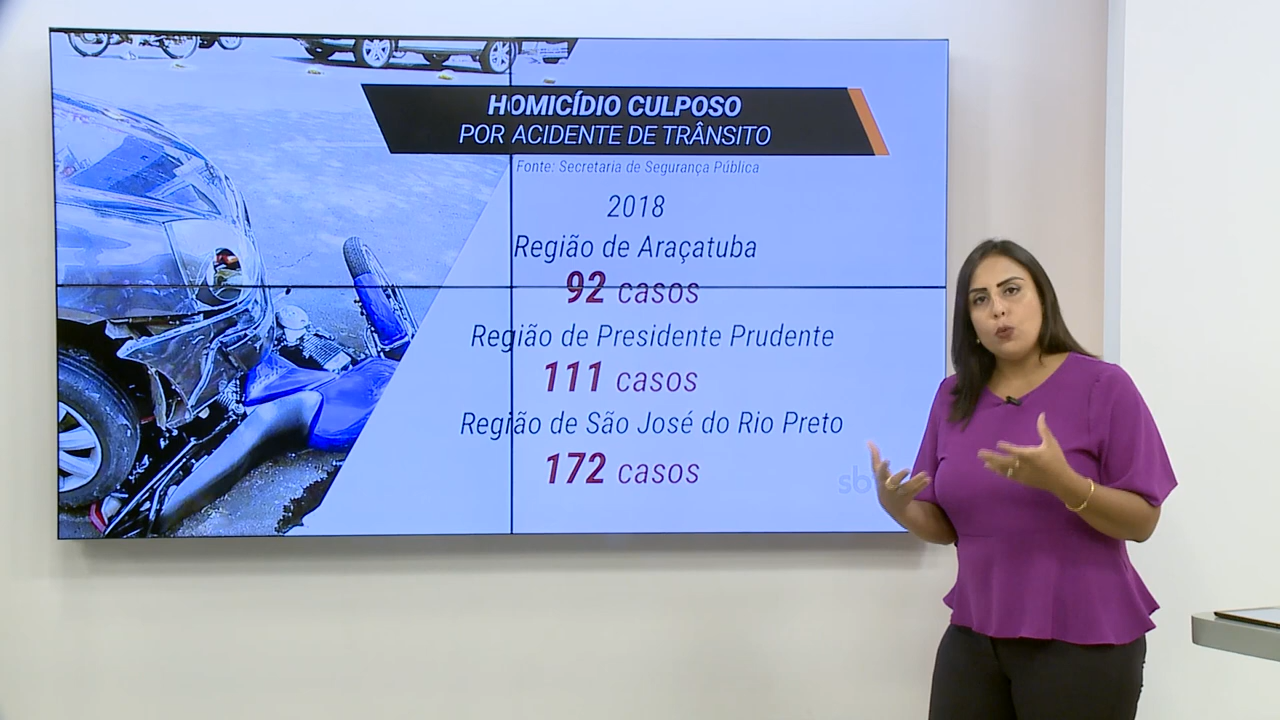 HOMICÍDIO CULPOSO
POR ACIDENTE DE TRÂNSITO
Fonte: Secretaria de Segurança Pública
2018
Região de Araçatuba
92 casos
Região de Presidente Prudente
111 casos
Região de São José do Rio Preto
172 casos
sb